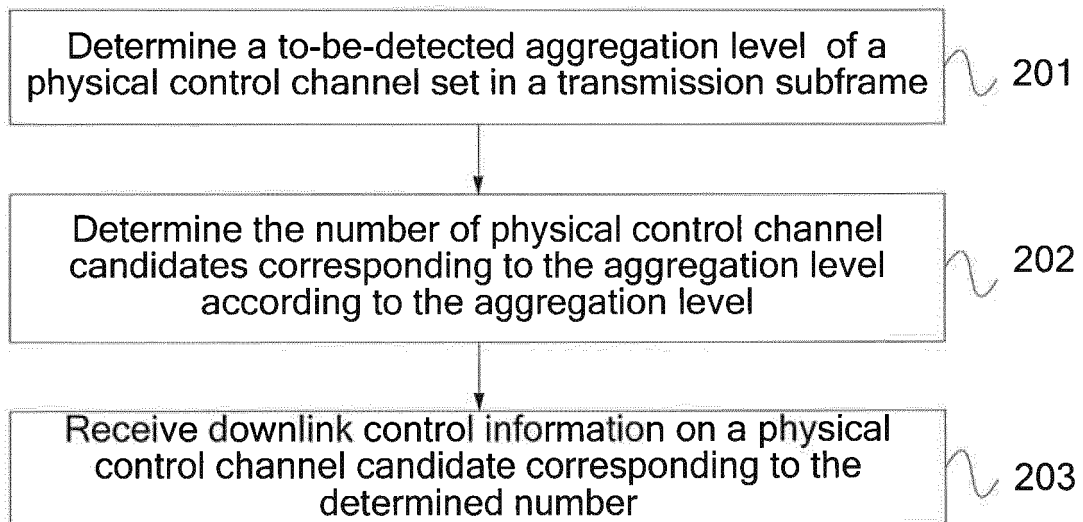 Determine a to-be-detected aggregation level of a
physical control channel set in a transmission subframe
201
Determine the number of physical control channel
candidates corresponding to the aggregation level
according to the aggregation level
202
Receive downlink control information on a physical
control channel candidate corresponding to the
determined number
203